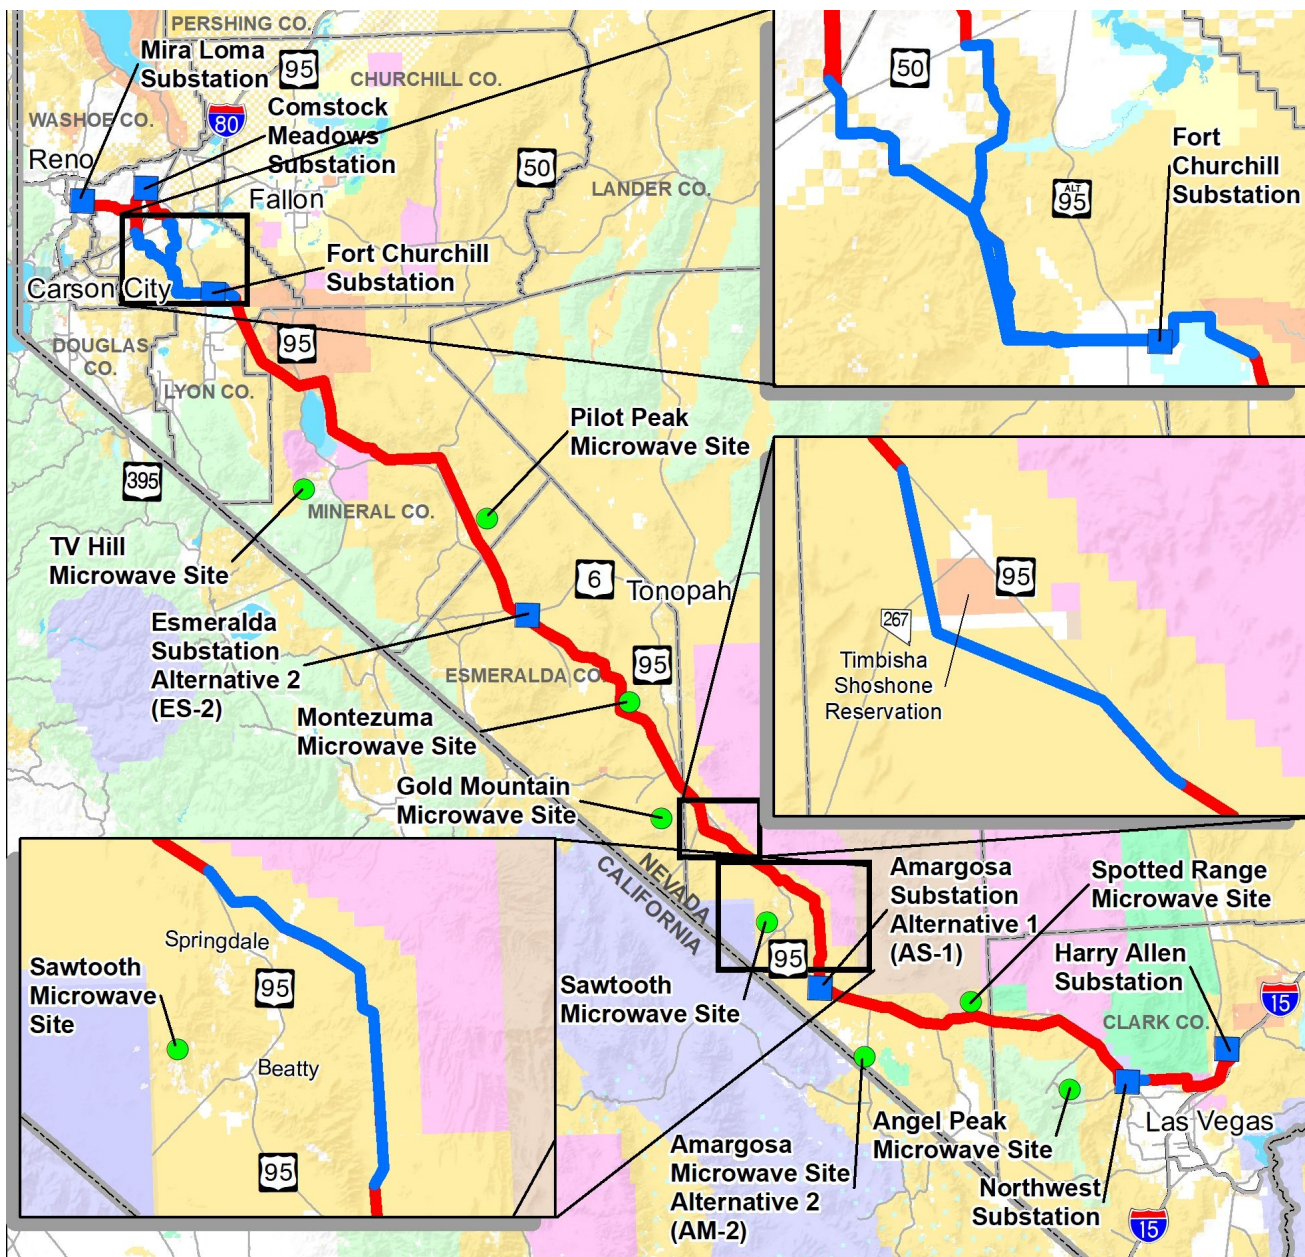 PERSHING CO.
Mira Loma
Substation
95
CHURCHILL CO.
Comstock
Meadows
Substation
WASHOE CO.
80
Reno
Fallon
50
LANDER CO.
Fort Churchill
Substation
Carson City
95
DOUGLAS
CO.
LYON CO.
Pilot Peak
Microwave Site
395
MINERAL CO.
TV Hill
Microwave Site
6
Tonopah
Esmeralda
Substation
Alternative 2
(ES-2)
ESMERALDA CO.
95
Montezuma
Microwave Site
Gold Mountain
Microwave Site
NEVADA
CALIFORNIA
Amargosa
Substation
Alternative 1
(AS-1)
Spotted Range
Microwave Site
Harry Allen
Substation
95
Sawtooth
Microwave Site
15
CLARK CO.
Las Vegas
Angel Peak
Microwave Site
Amargosa
Microwave Site
Alternative 2
(AM-2)
Northwest
Substation
15
50
Fort
Churchill
Substation
ALT
95
95
267
Timbisha
Shoshone
Reservation
Springdale
95
Sawtooth
Microwave
Site
Beatty
95